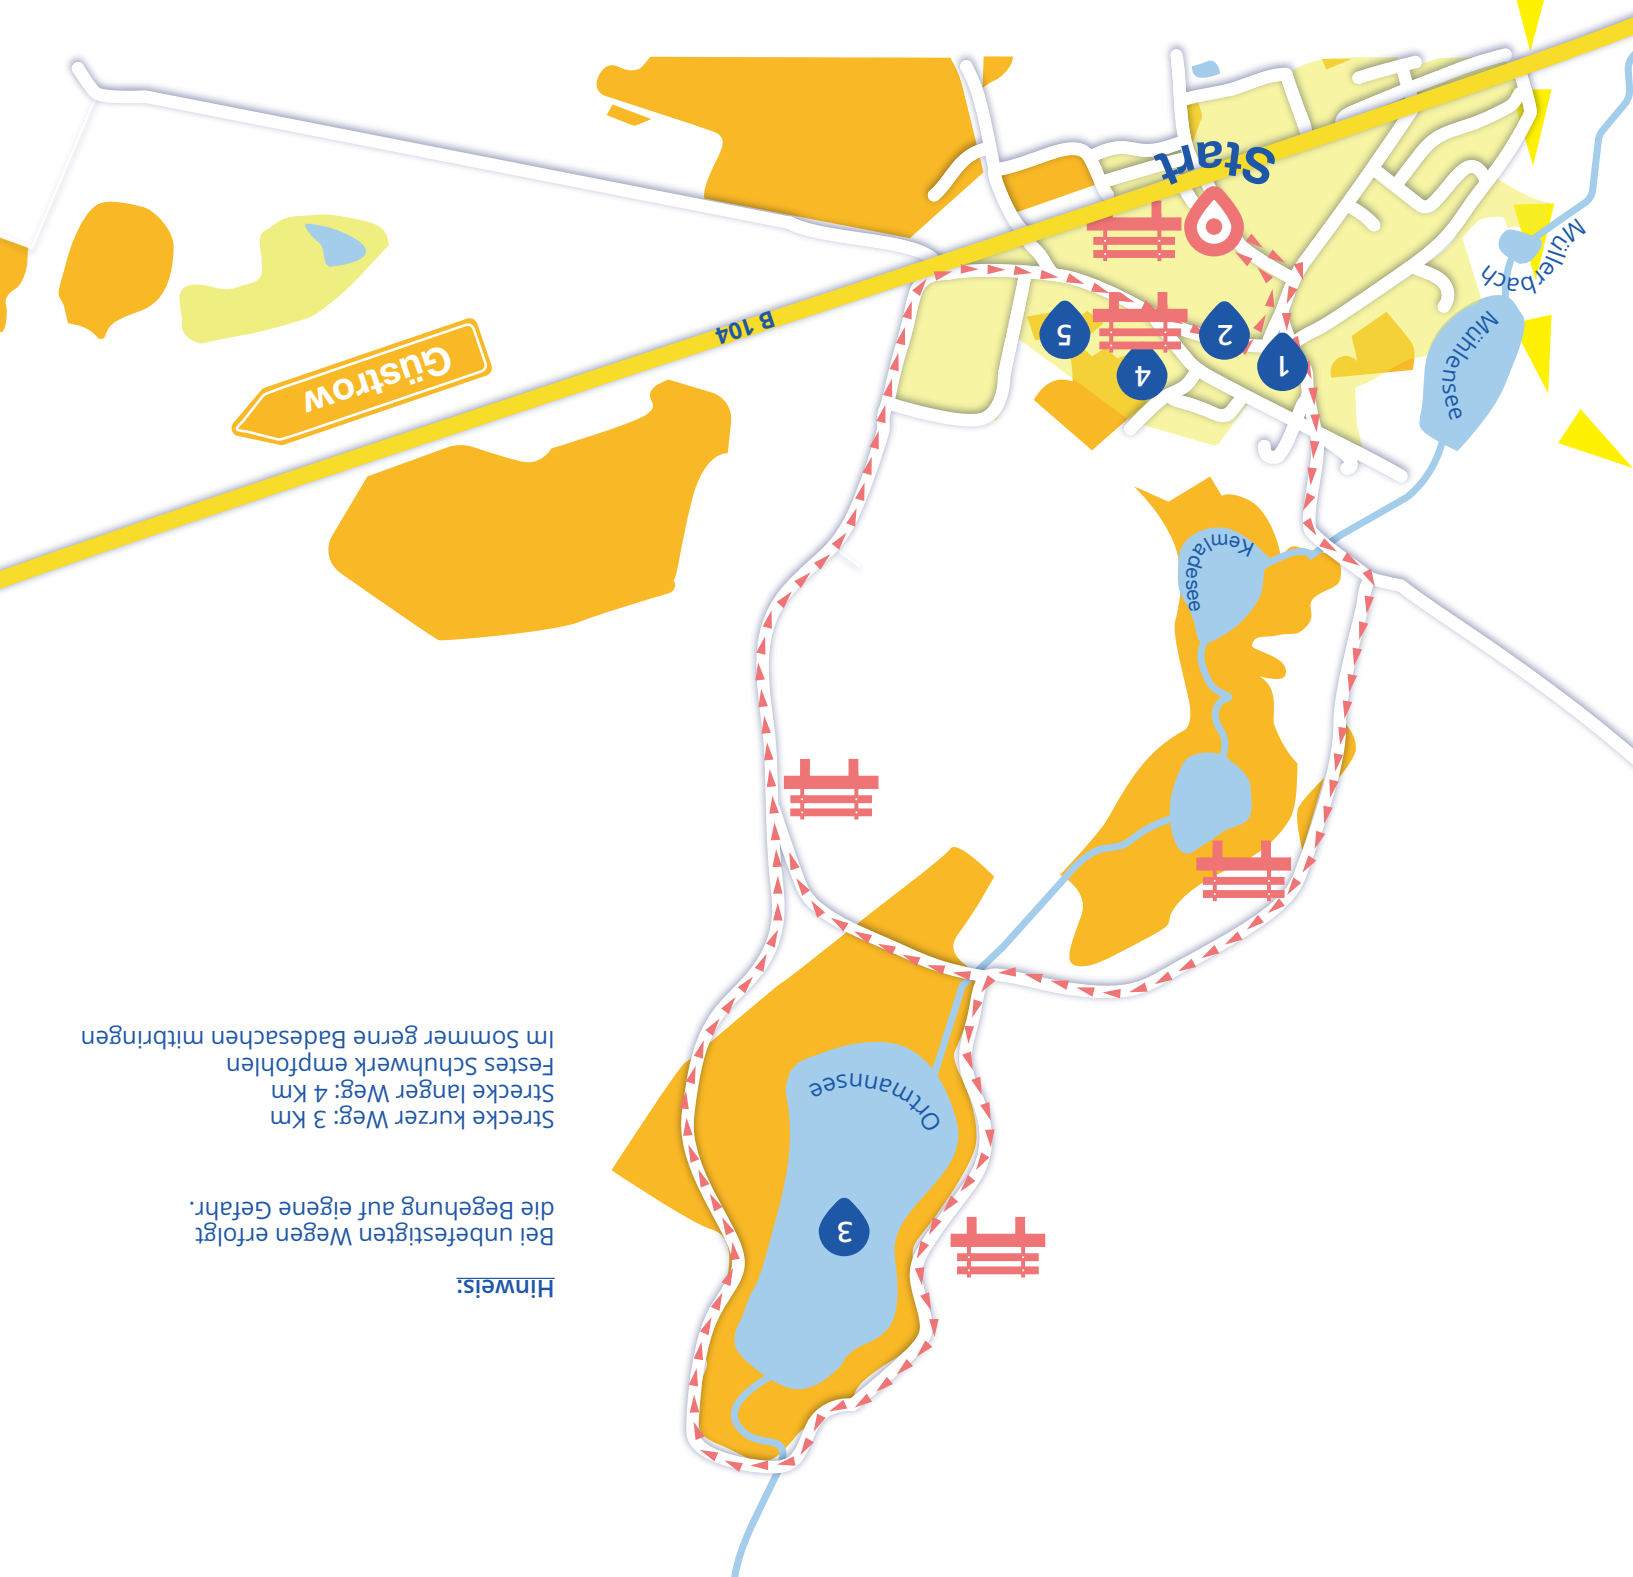 Hinweis:
Bei unbefestigten Wegen erfolgt
die Begehung auf eigene Gefahr.
Strecke kurzer Weg: 3 Km
Strecke langer Weg: 4 Km
Festes Schuhwerk empfohlen
Im Sommer gerne Badesachen mitbringen
3
Ortmannsee
Kemladesee
Mühlensee
Müllerbach
1
2
4
5
Start
B 104
Güstrow